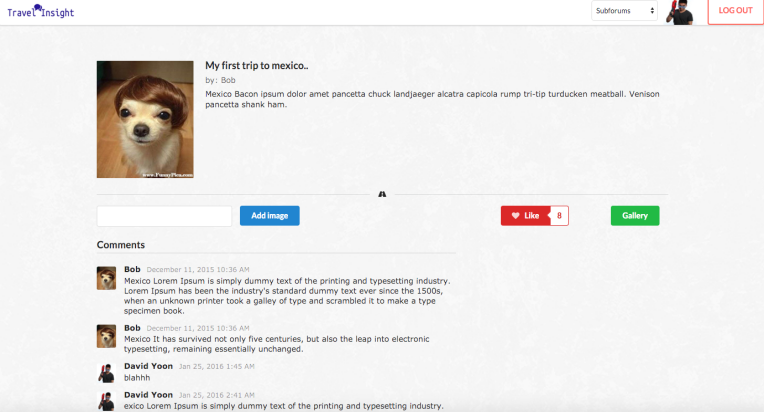 Travel Insight
Subforums
LOG OUT
My first trip to mexico..
by: Bob
Mexico Bacon ipsum dolor amet pancetta chuck landjaeger alcatra capicola rump tri-tip turducken meatball. Venison
pancetta shank ham.
www.FunnyPica.com
Add image
Like
8
Gallery
Comments
Bob December 11, 2015 10:36 AM
Mexico Lorem Ipsum is simply dummy text of the printing and typesetting industry.
Lorem Ipsum has been the industry's standard dummy text ever since the 1500s,
when an unknown printer took a galley of type and scrambled it to make a type
specimen book.
Bob December 11, 2015 10:36 AM
Mexico It has survived not only five centuries, but also the leap into electronic
typesetting, remaining essentially unchanged.
David Yoon Jan 25, 2016 1:45 AM
blahhh
David Yoon Jan 25, 2016 2:41 AM
exico Lorem Ipsum is simply dummy text of the printing and typesetting industry.